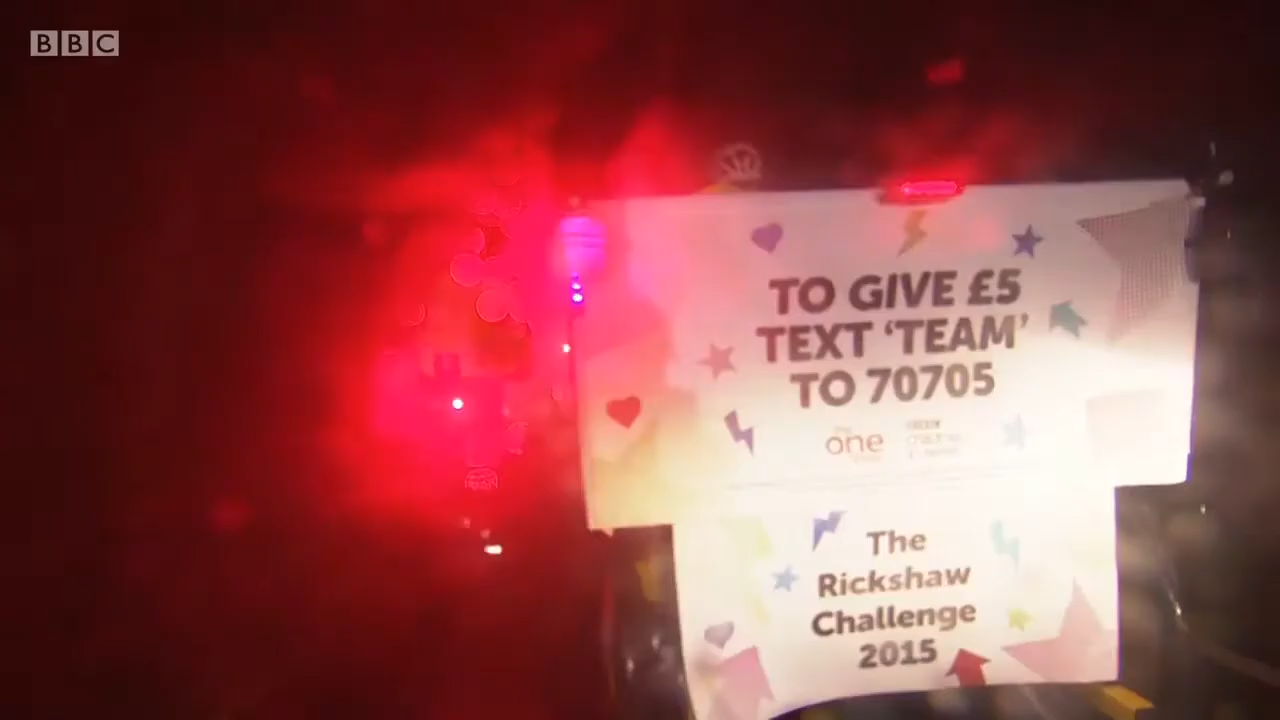 BBC
TO GIVE £5
TEXT ‘TEAM’
TO 70705
one
The
Rickshaw
Challenge
2015